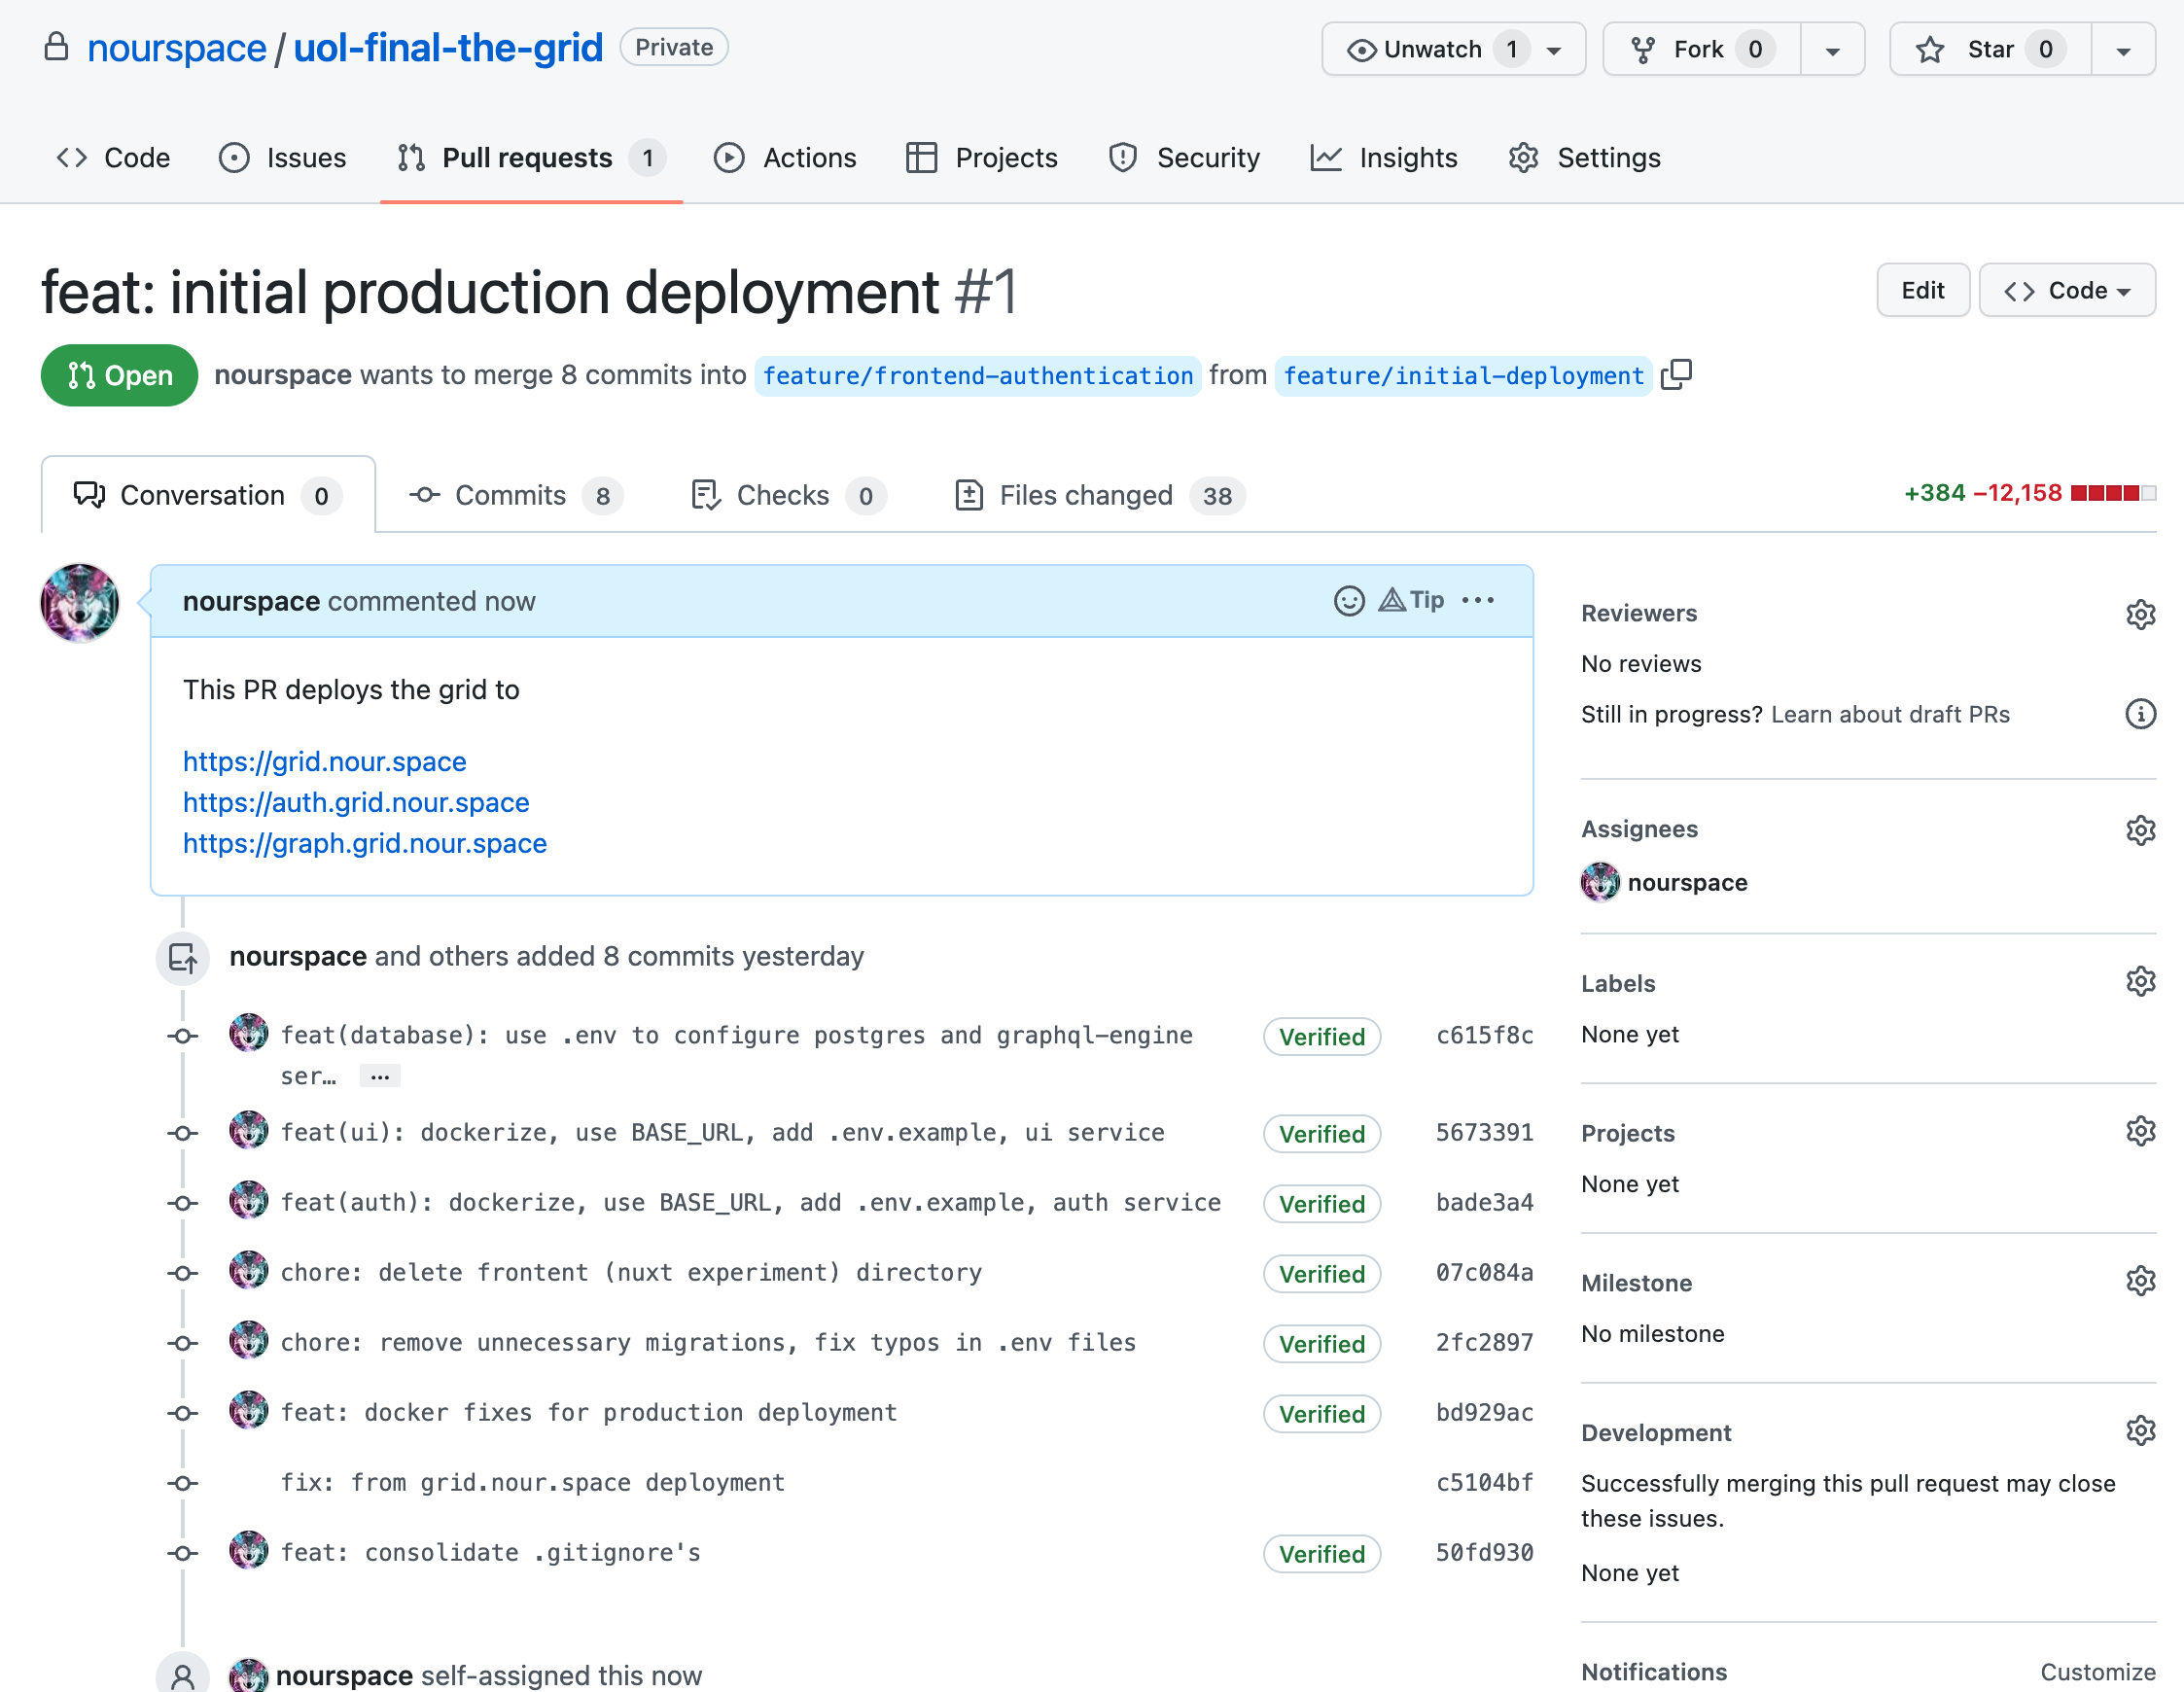 nourspace / uol-final-the-grid Private
Unwatch 1
Fork 0
Star 0
Code
Issues
Pull requests 1
Actions
Projects
Security
Insights
Settings
feat: initial production deployment #1
Edit
Code
Open
nourspace wants to merge 8 commits into feature/frontend-authentication from feature/initial-deployment
Conversation 0
Commits 8
Checks 0
Files changed 38
+384 −12,158
nourspace commented now
Tip
This PR deploys the grid to
https://grid.nour.space
https://auth.grid.nour.space
https://graph.grid.nour.space
nourspace and others added 8 commits yesterday
feat(database): use .env to configure postgres and graphql-engine
ser… …
Verified
c615f8c
feat(ui): dockerize, use BASE_URL, add .env.example, ui service
Verified
5673391
feat(auth): dockerize, use BASE_URL, add .env.example, auth service
Verified
bade3a4
chore: delete frontent (nuxt experiment) directory
Verified
07c084a
chore: remove unnecessary migrations, fix typos in .env files
Verified
2fc2897
feat: docker fixes for production deployment
Verified
bd929ac
fix: from grid.nour.space deployment
c5104bf
feat: consolidate .gitignore's
Verified
50fd930
nourspace self-assigned this now
Reviewers
No reviews
Still in progress? Learn about draft PRs
Assignees
nourspace
Labels
None yet
Projects
None yet
Milestone
No milestone
Development
Successfully merging this pull request may close
these issues.
None yet
Notifications
Customize